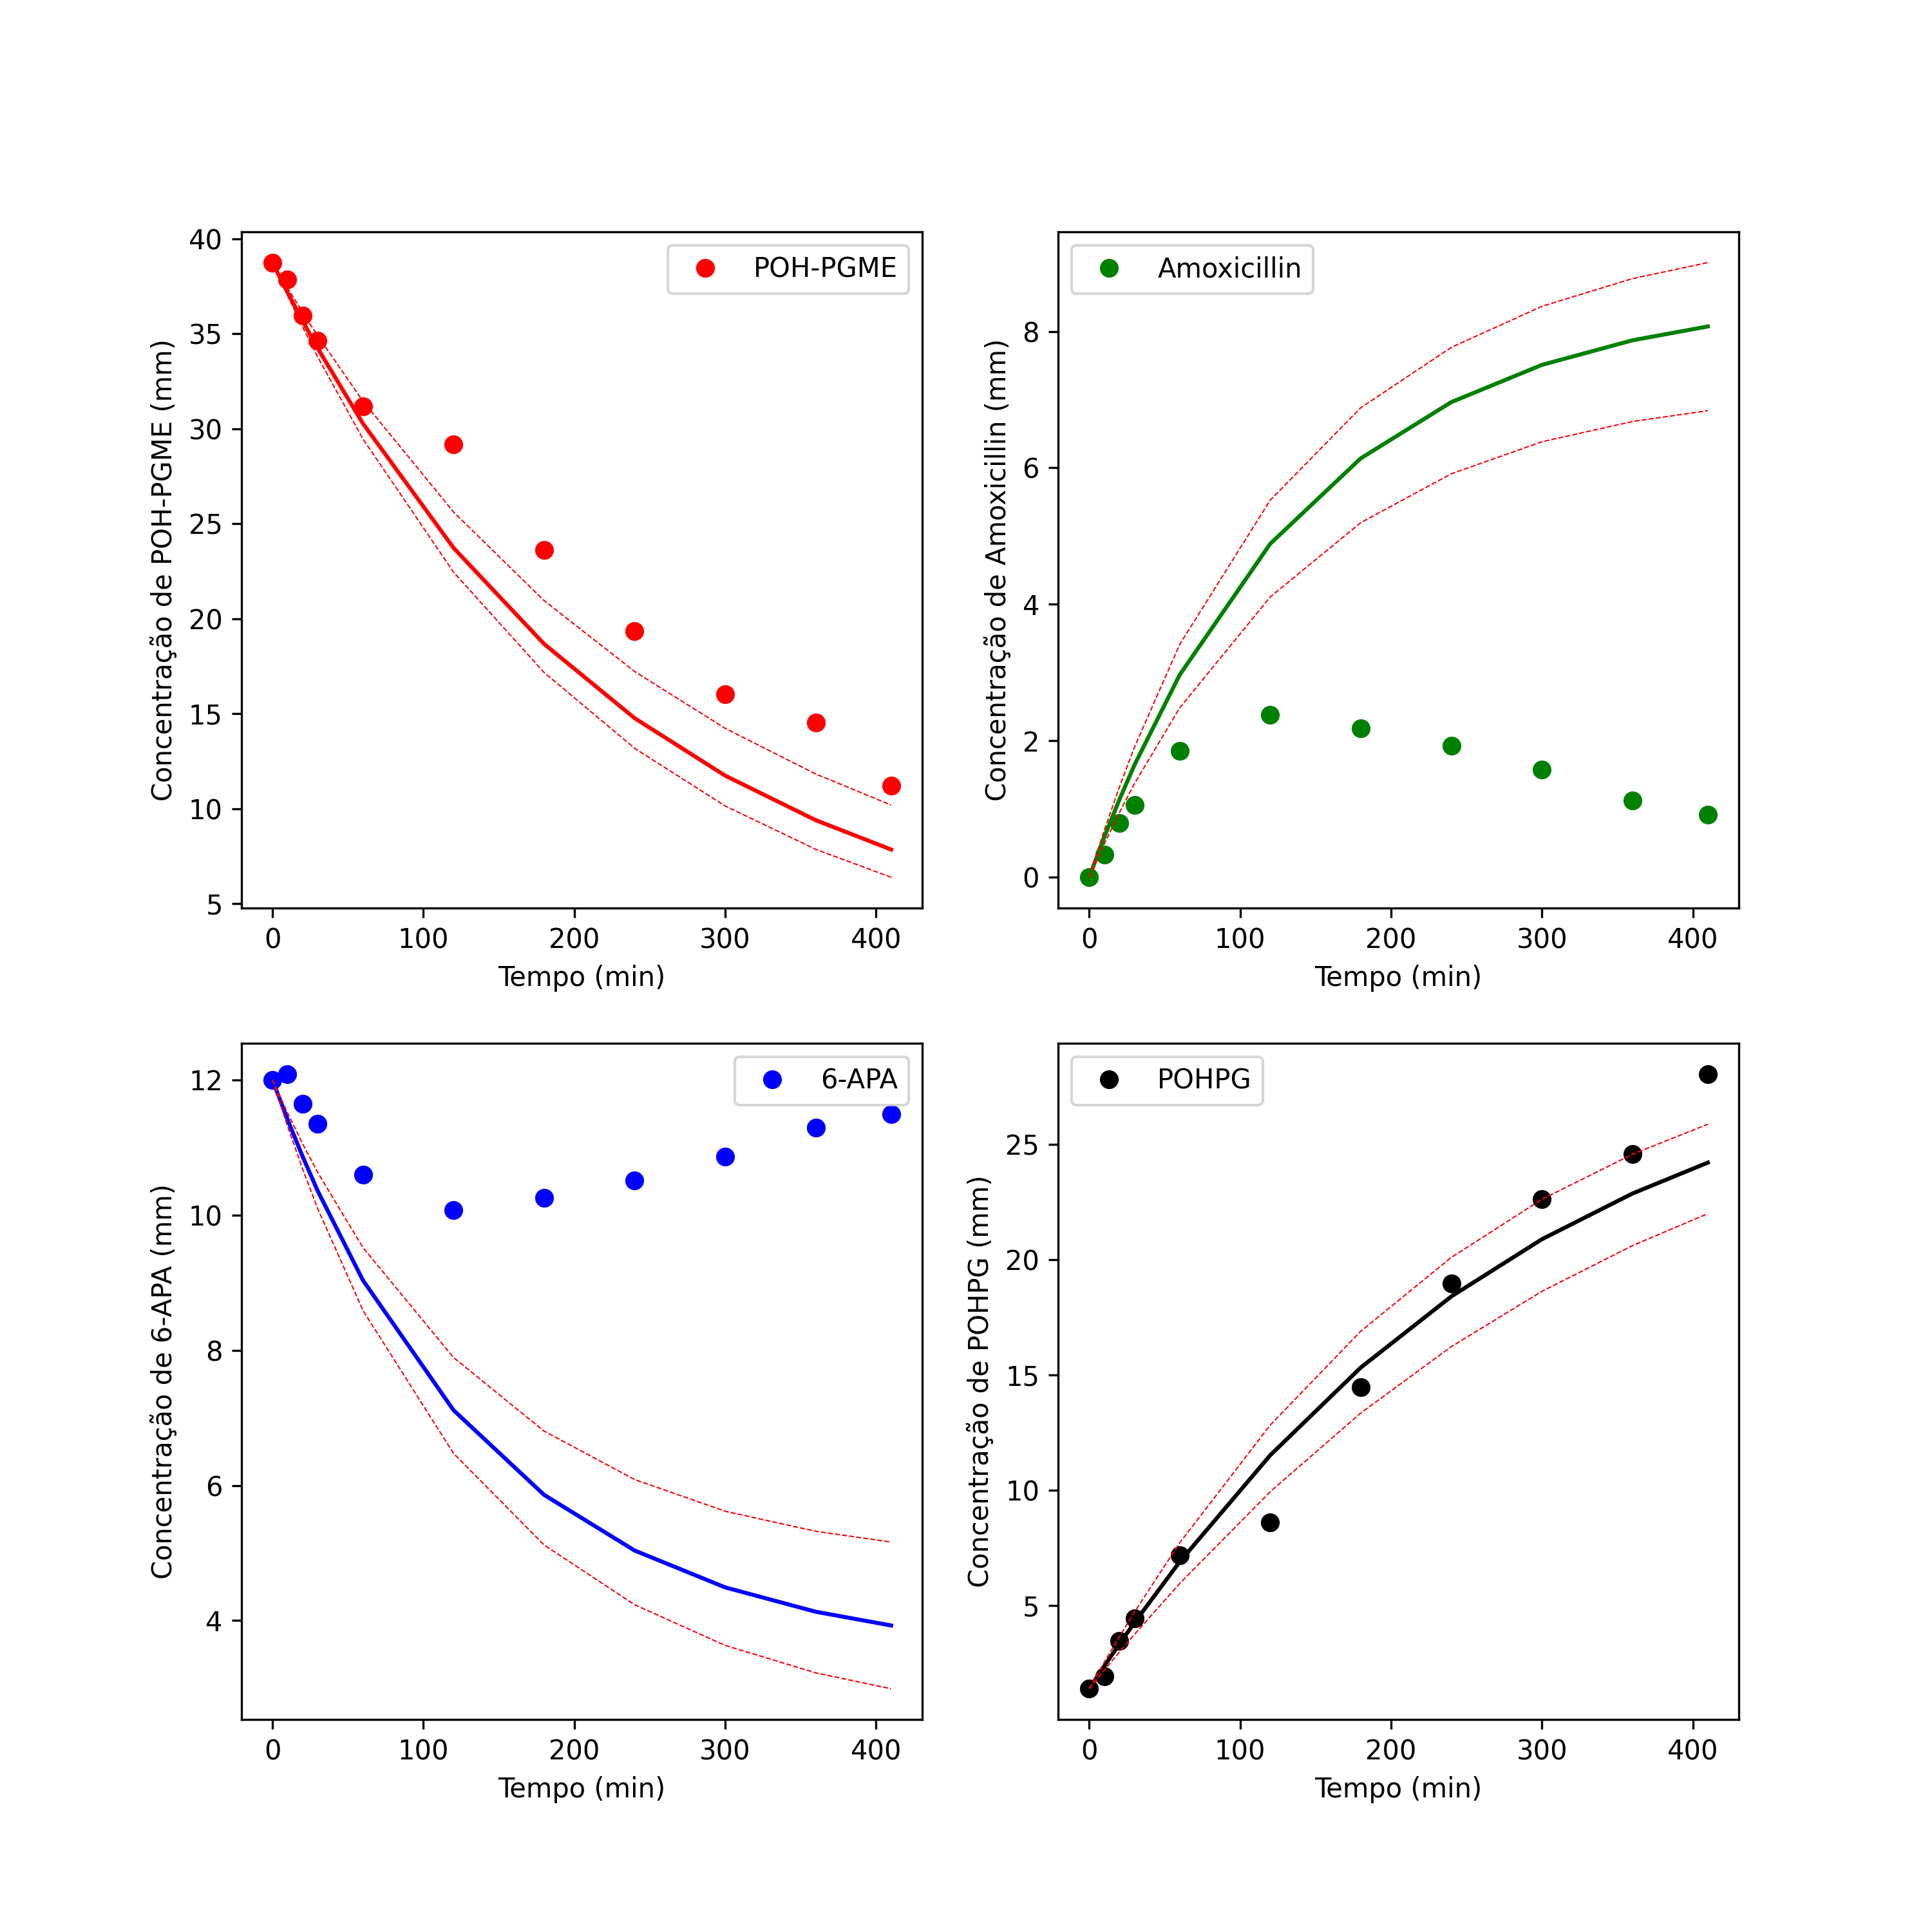 POH-PGME
40
35
30
25
20
15
10
5
Concentração de POH-PGME (mm)
0 100 200 300 400
Tempo (min)
Amoxicillin
8
6
4
2
0
Concentração de Amoxicillin (mm)
0 100 200 300 400
Tempo (min)
6-APA
12
10
8
6
4
Concentração de 6-APA (mm)
0 100 200 300 400
Tempo (min)
POHPG
25
20
15
10
5
Concentração de POHPG (mm)
0 100 200 300 400
Tempo (min)